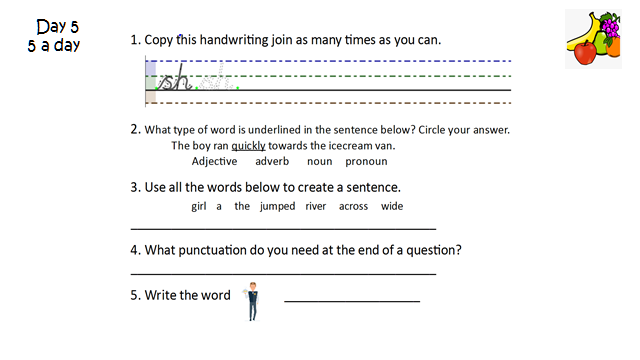 Day 5
5 a day
1. Copy this handwriting join as many times as you can.
sh sh
2. What type of word is underlined in the sentence below? Circle your answer.
The boy ran quickly towards the icecream van.
Adjective adverb noun pronoun
3. Use all the words below to create a sentence.
girl a the jumped river across wide
4. What punctuation do you need at the end of a question?
5. Write the word